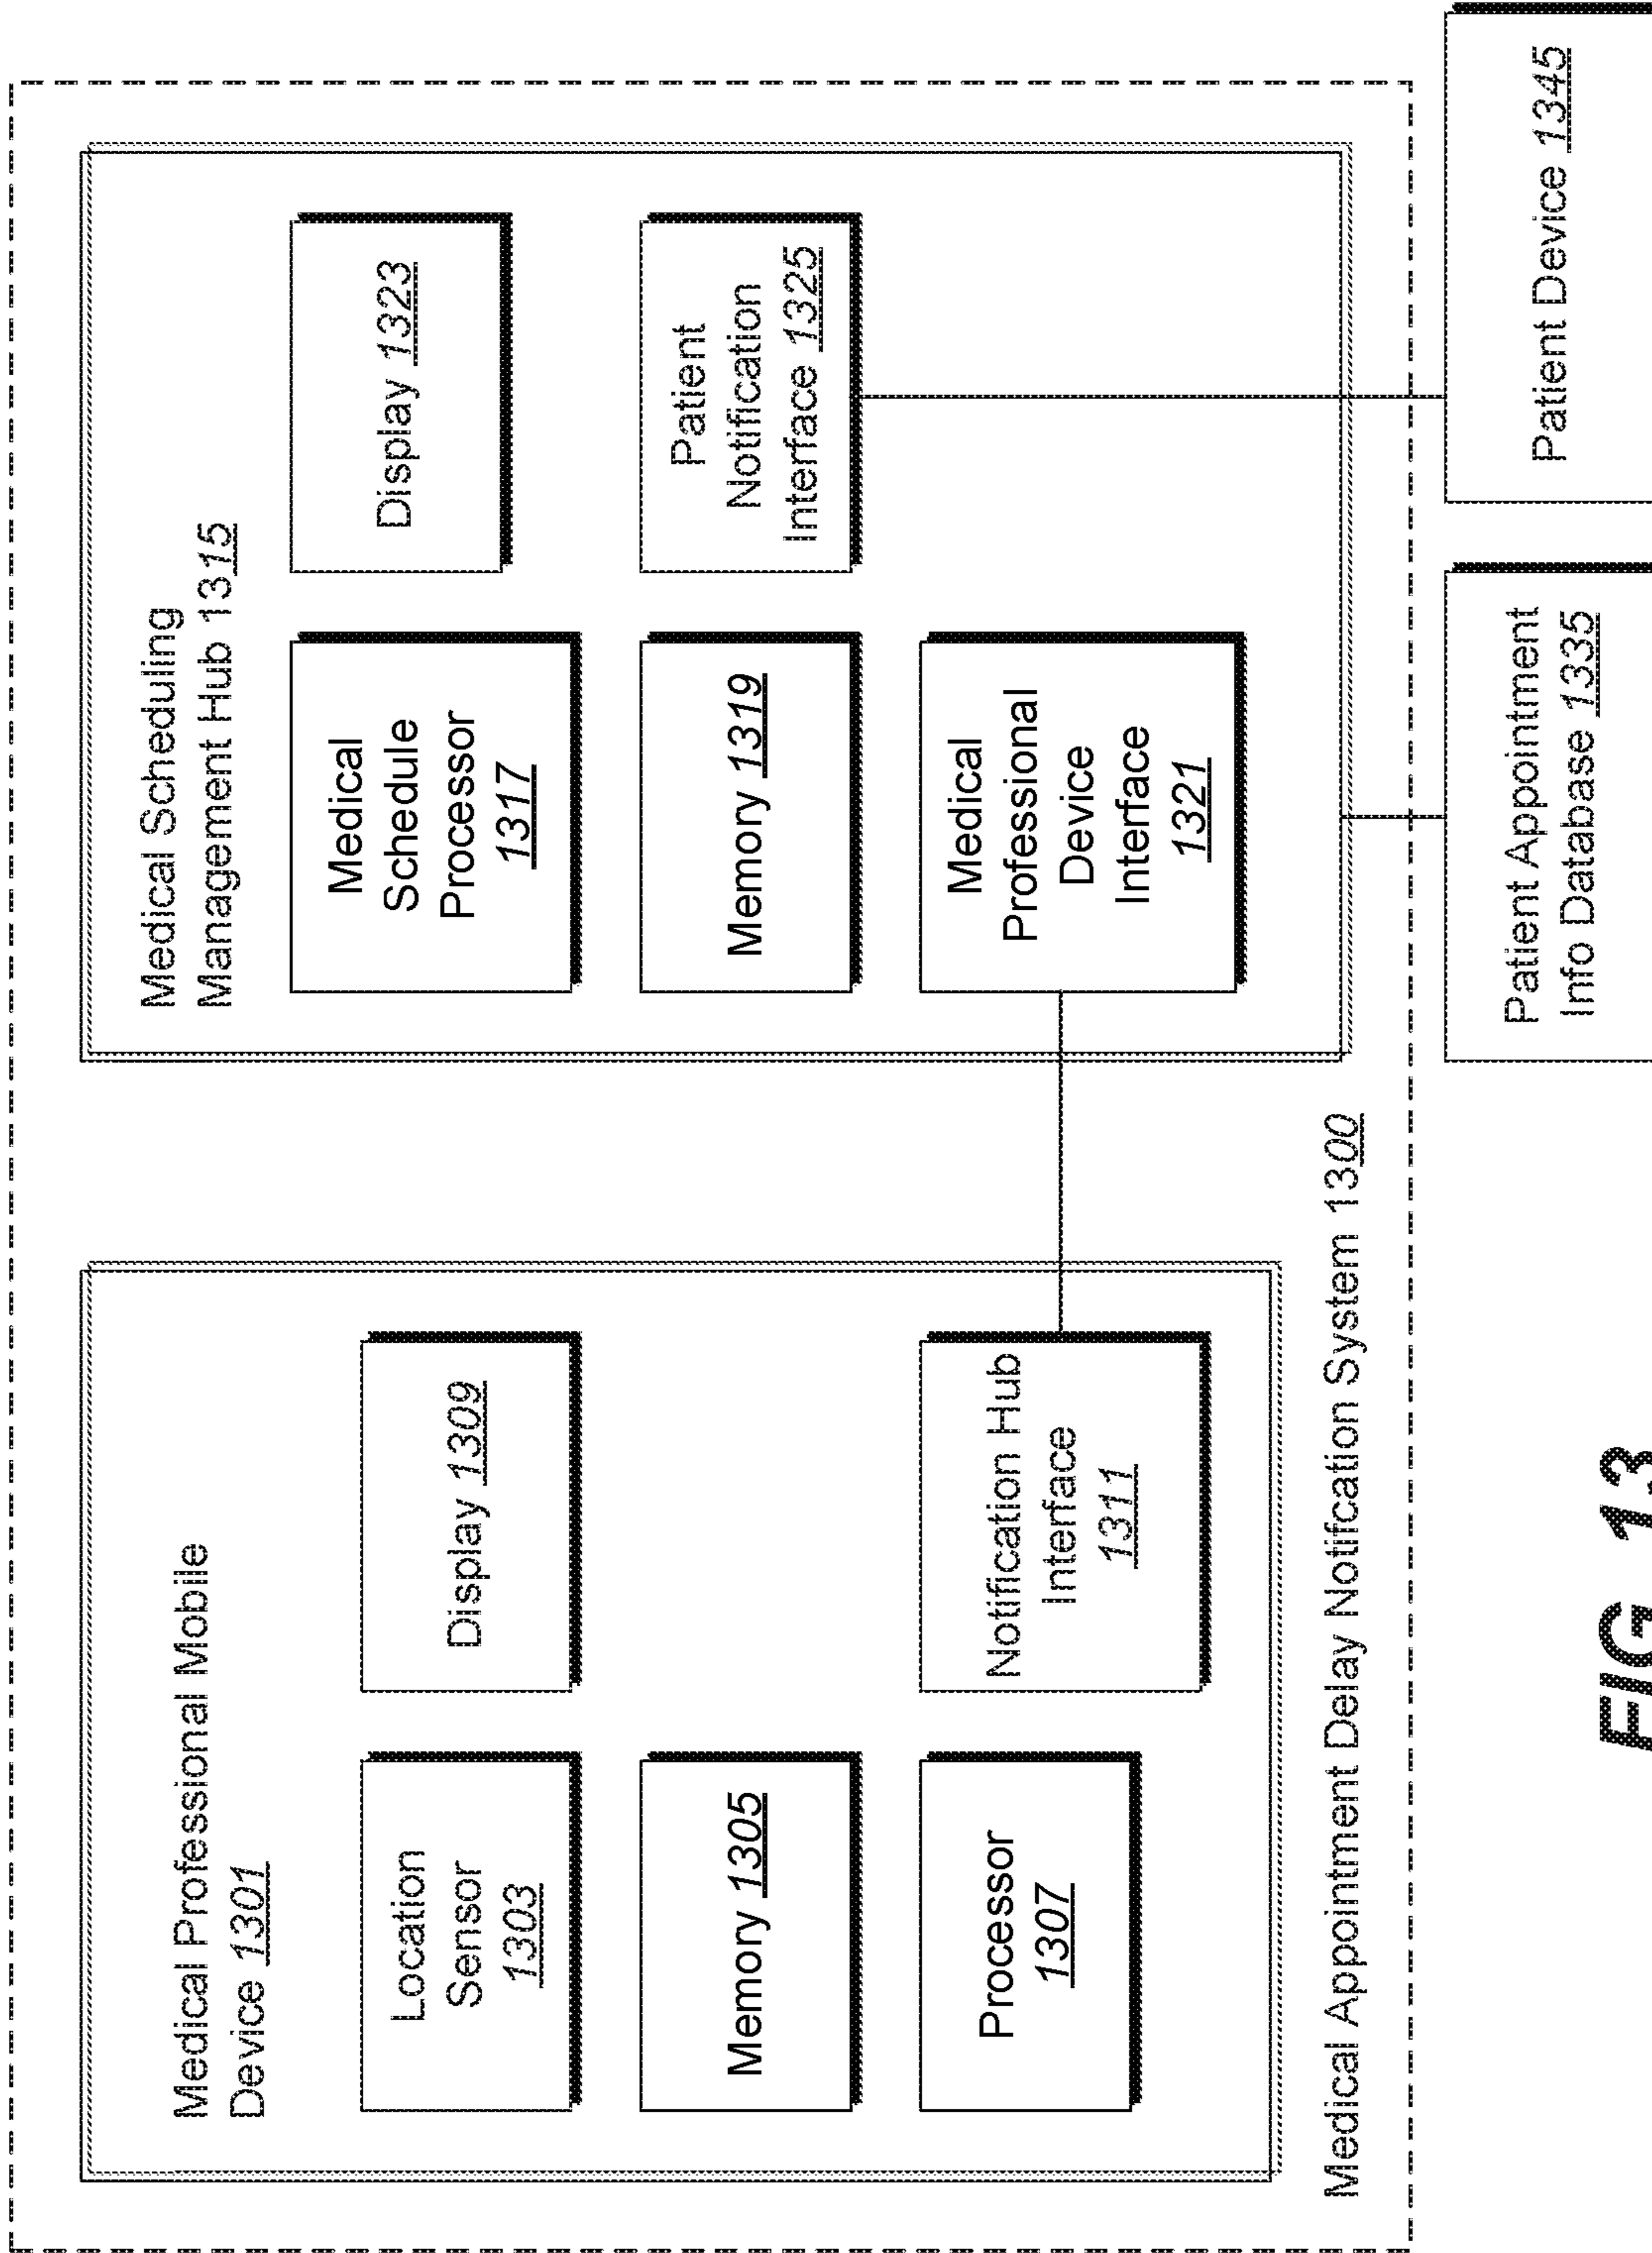 Medical Professional Mobile
Device 1301
Location
Sensor
1303
Display 1309
Memory 1305
Processor
1307
Notification Hub
Interface
1311
Medical Scheduling
Management Hub 1315
Medical
Schedule
Processor
1317
Display 1323
Memory 1319
Patient
Notification
Interface 1325
Medical
Professional
Device
Interface
1321
Medical Appointment Delay Notifcation System 1300
Patient Appointment
Info Database 1335
Patient Device 1345
FIG 13